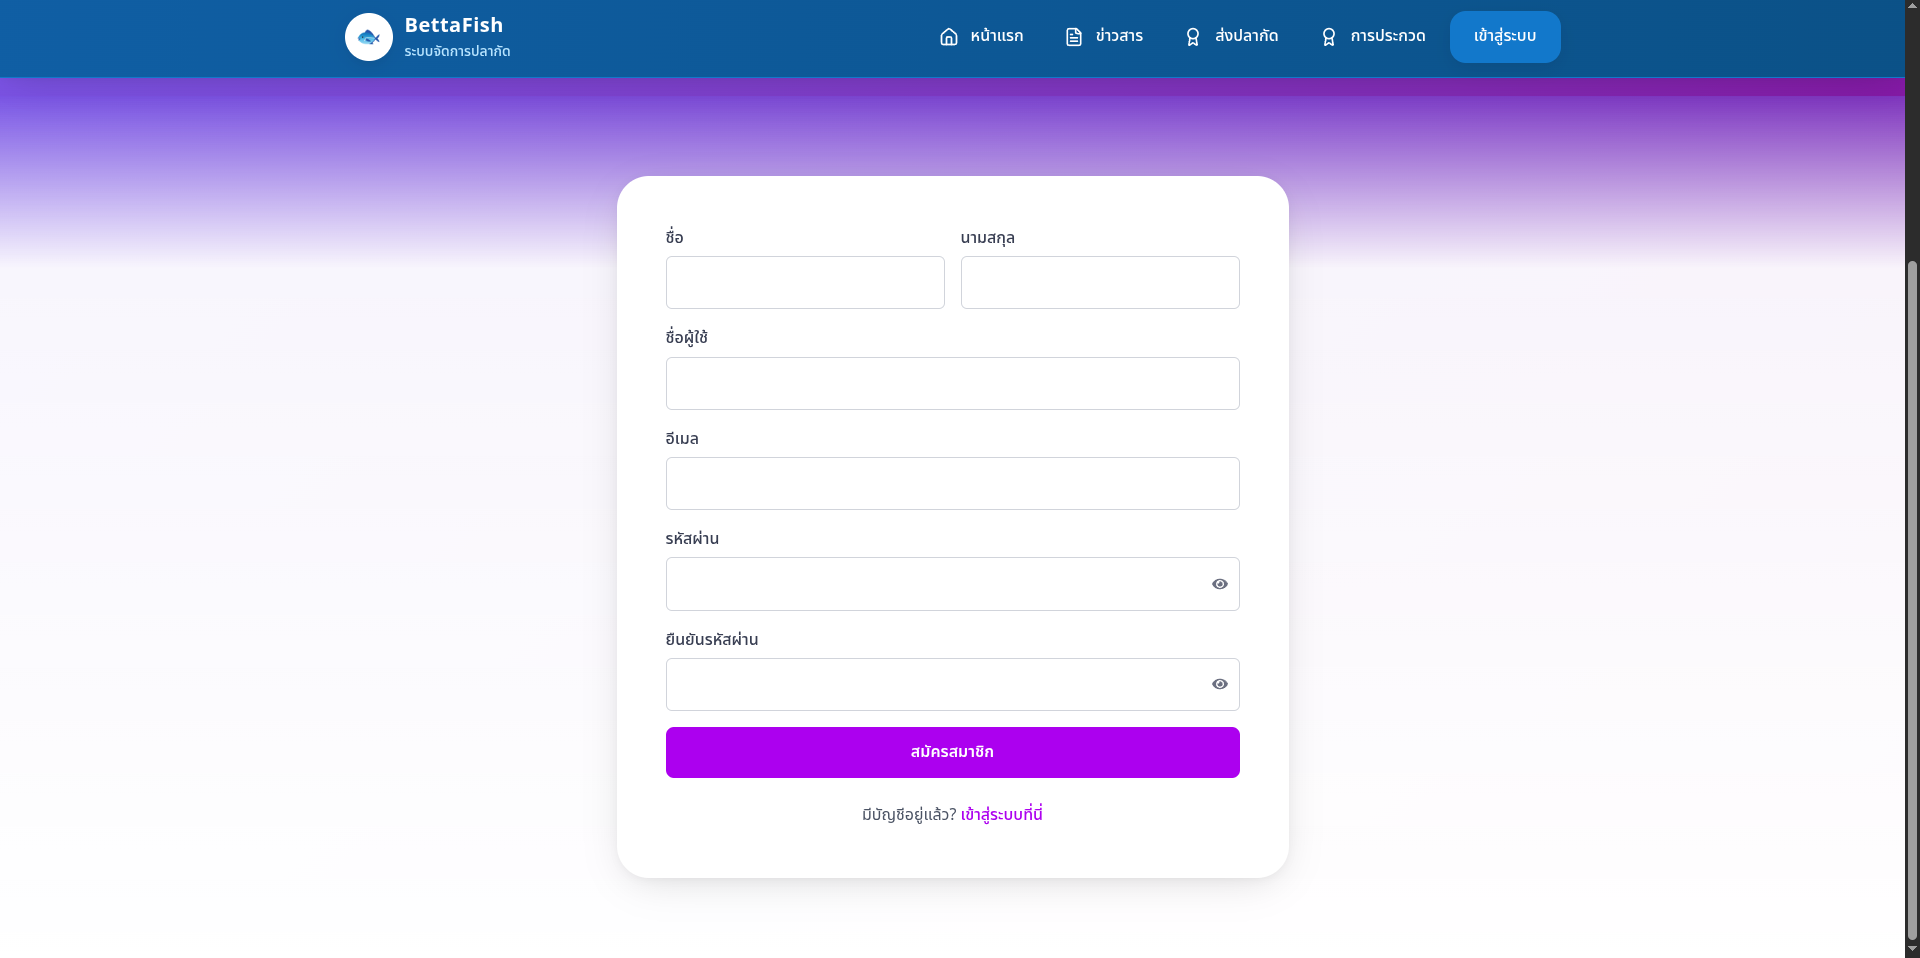 BettaFish
ระบบจัดการปลากัด
หน้าแรก
ข่าวสาร
ส่งปลากัด
การประกวด
เข้าสู่ระบบ
ชื่อ
นามสกุล
ชื่อผู้ใช้
อีเมล
รหัสผ่าน
ยืนยันรหัสผ่าน
สมัครสมาชิก
มีบัญชีอยู่แล้ว? เข้าสู่ระบบที่นี่